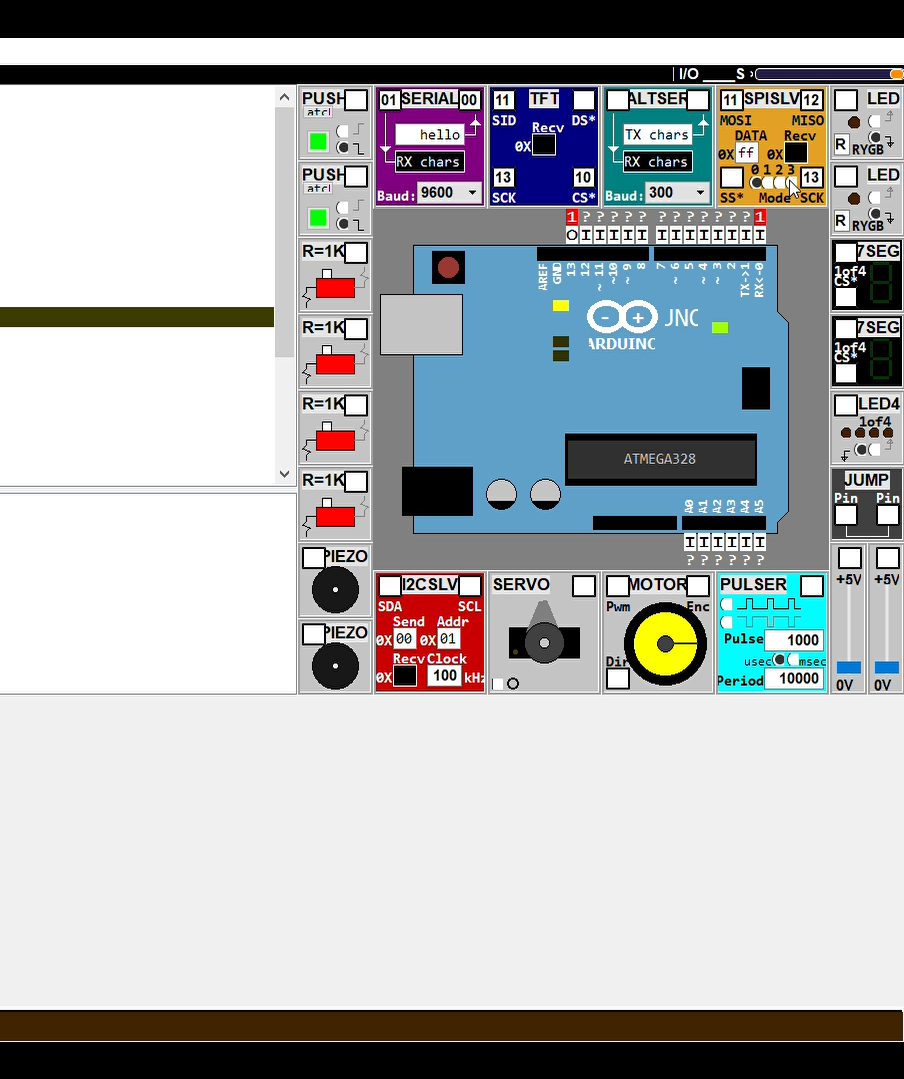 I/O ____S
PUSH
latch
PUSH
latch
R=1K
R=1K
R=1K
R=1K
PIEZO
PIEZO
01 SERIAL 00
hello
RX chars
Baud: 9600
11 TFT
SID DS*
Recv
0X
13 10
SCK CS*
ALTSER
TX chars
RX chars
Baud: 300
11 SPISLV 12
MOSI MISO
DATA Recv
0X ff 0X
0 1 2 3
13
SS* Mode SCK
1 ? ? ? ? ? ? ? ? ? ? ? ? 1
O I I I I I I I I I I I I I
AREF GND 13 12 ~11 ~10 ~9 8 7 ~6 ~5 4 ~3 2 TX->1 RX<-0
UNO
ARDUINO
ATMEGA328
A0 A1 A2 A3 A4 A5
I I I I I I
? ? ? ? ? ?
I2CSLV
SDA SCL
Send Addr
0X 00 0X 01
Recv Clock
0X 100 kHz
SERVO
MOTOR
Pwm Enc
Dir
PULSER
Pulse 1000
usec msec
Period 10000
LED
R RYGB
LED
R RYGB
7SEG
1of4
CS*
7SEG
1of4
CS*
LED4
1of4
JUMP
Pin Pin
+5V +5V
0V 0V